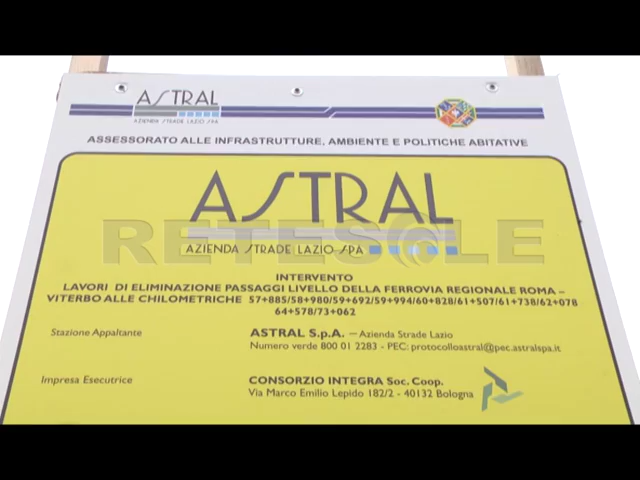 ASTRAL
AZIENDA STRADE LAZIO SPA
ASSESSORATO ALLE INFRASTRUTTURE, AMBIENTE E POLITICHE ABITATIVE
ASTRAL
RETESOLE
AZIENDA STRADE LAZIO SPA
INTERVENTO
LAVORI DI ELIMINAZIONE PASSAGGI LIVELLO DELLA FERROVIA REGIONALE ROMA –
VITERBO ALLE CHILOMETRICHE 57+885/58+980/59+692/59+994/60+828/61+507/61+738/62+078
64+578/73+062
Stazione Appaltante
ASTRAL S.p.A. – Azienda Strade Lazio
Numero verde 800 01 2283 - PEC: protocolloastral@pec.astralspa.it
Impresa Esecutrice
CONSORZIO INTEGRA Soc. Coop.
Via Marco Emilio Lepido 182/2 - 40132 Bologna